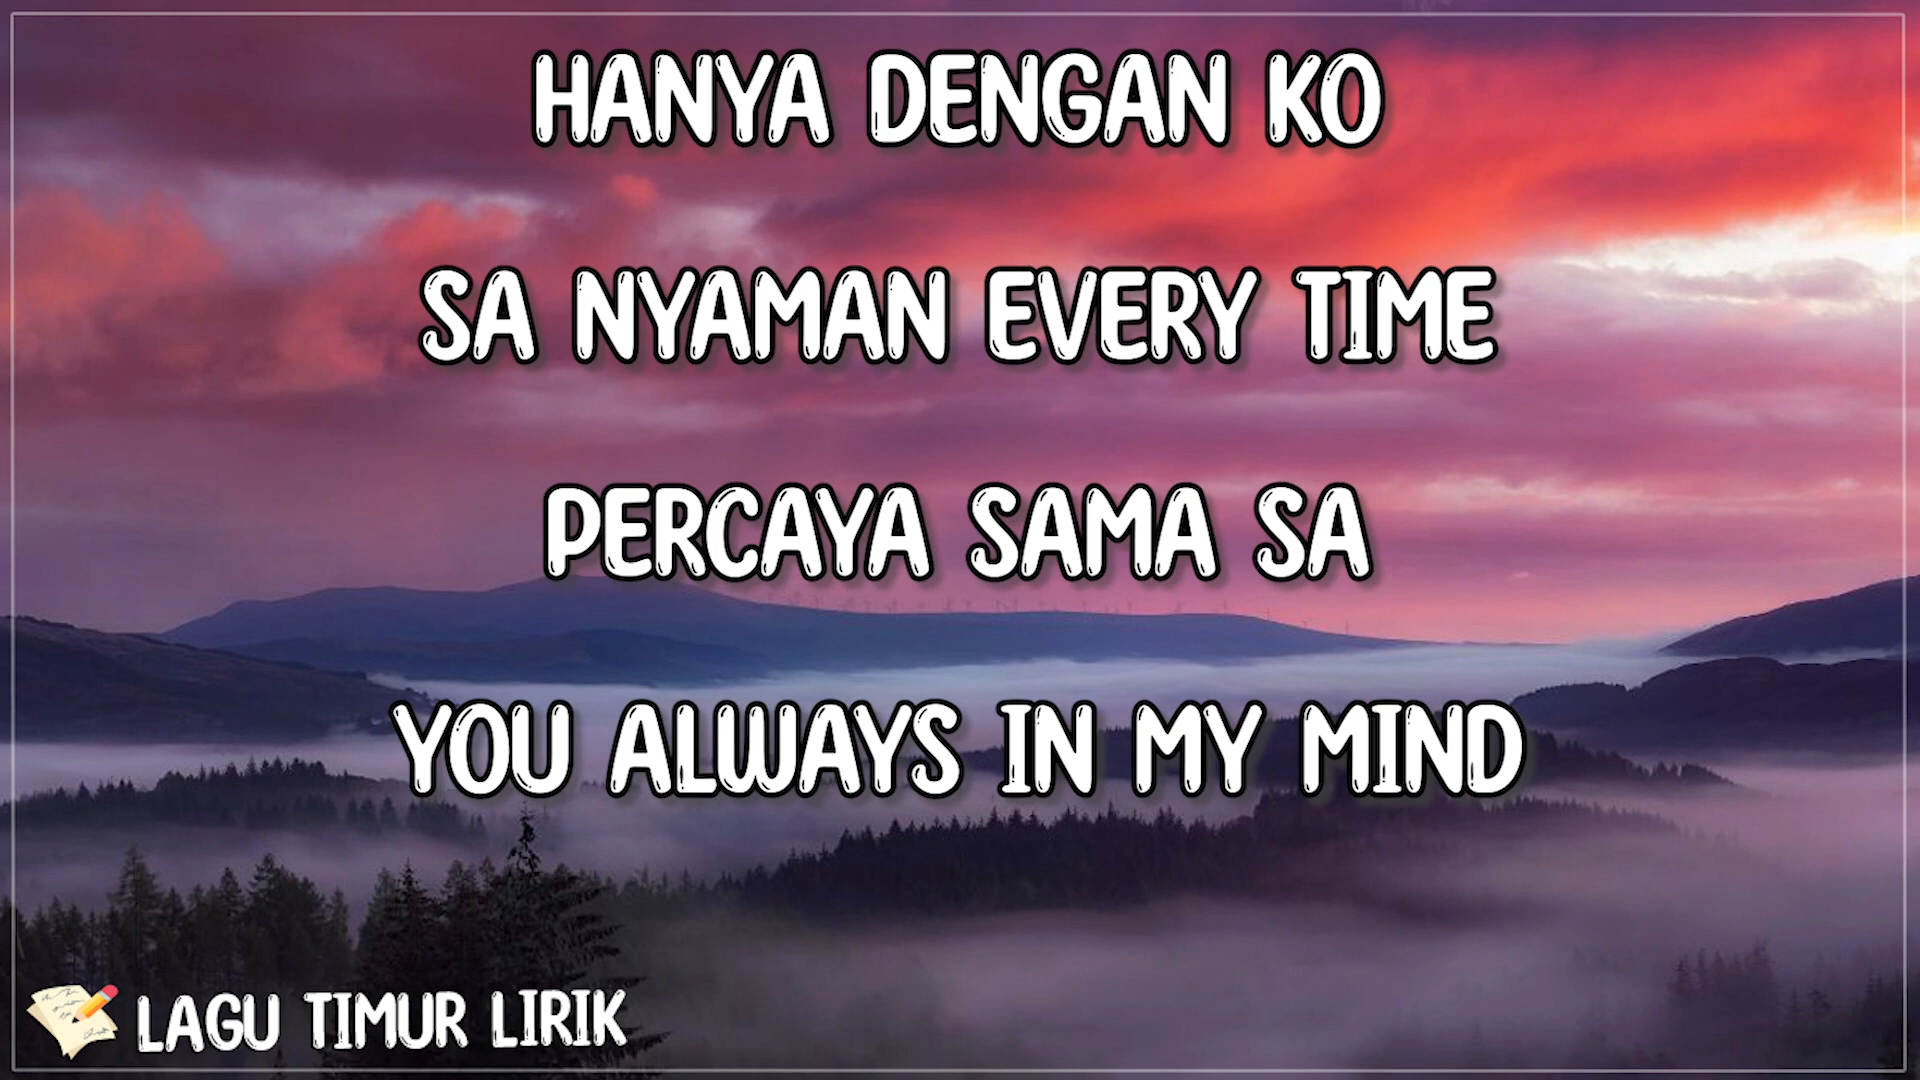 HANYA DENGAN KO
SA NYAMAN EVERY TIME
PERCAYA SAMA SA
YOU ALWAYS IN MY MIND
LAGU TIMUR LIRIK